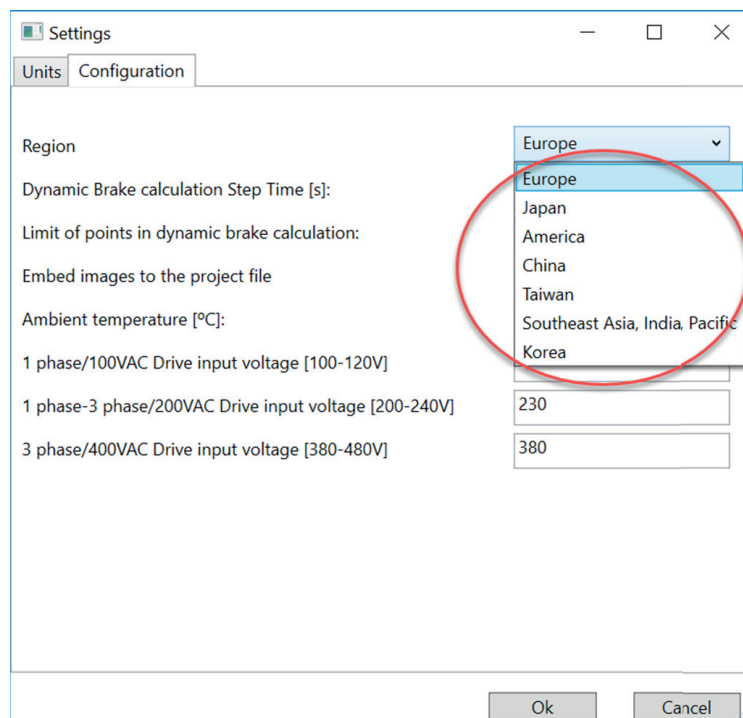 Settings
Units Configuration
Region Europe
Europe
Dynamic Brake calculation Step Time [s]:
Japan
Limit of points in dynamic brake calculation:
America
China
Embed images to the project file
Taiwan
Ambient temperature [ºC]:
Southeast Asia, India, Pacific
Korea
1 phase/100VAC Drive input voltage [100-120V]
1 phase-3 phase/200VAC Drive input voltage [200-240V] 230
3 phase/400VAC Drive input voltage [380-480V] 380
Ok Cancel